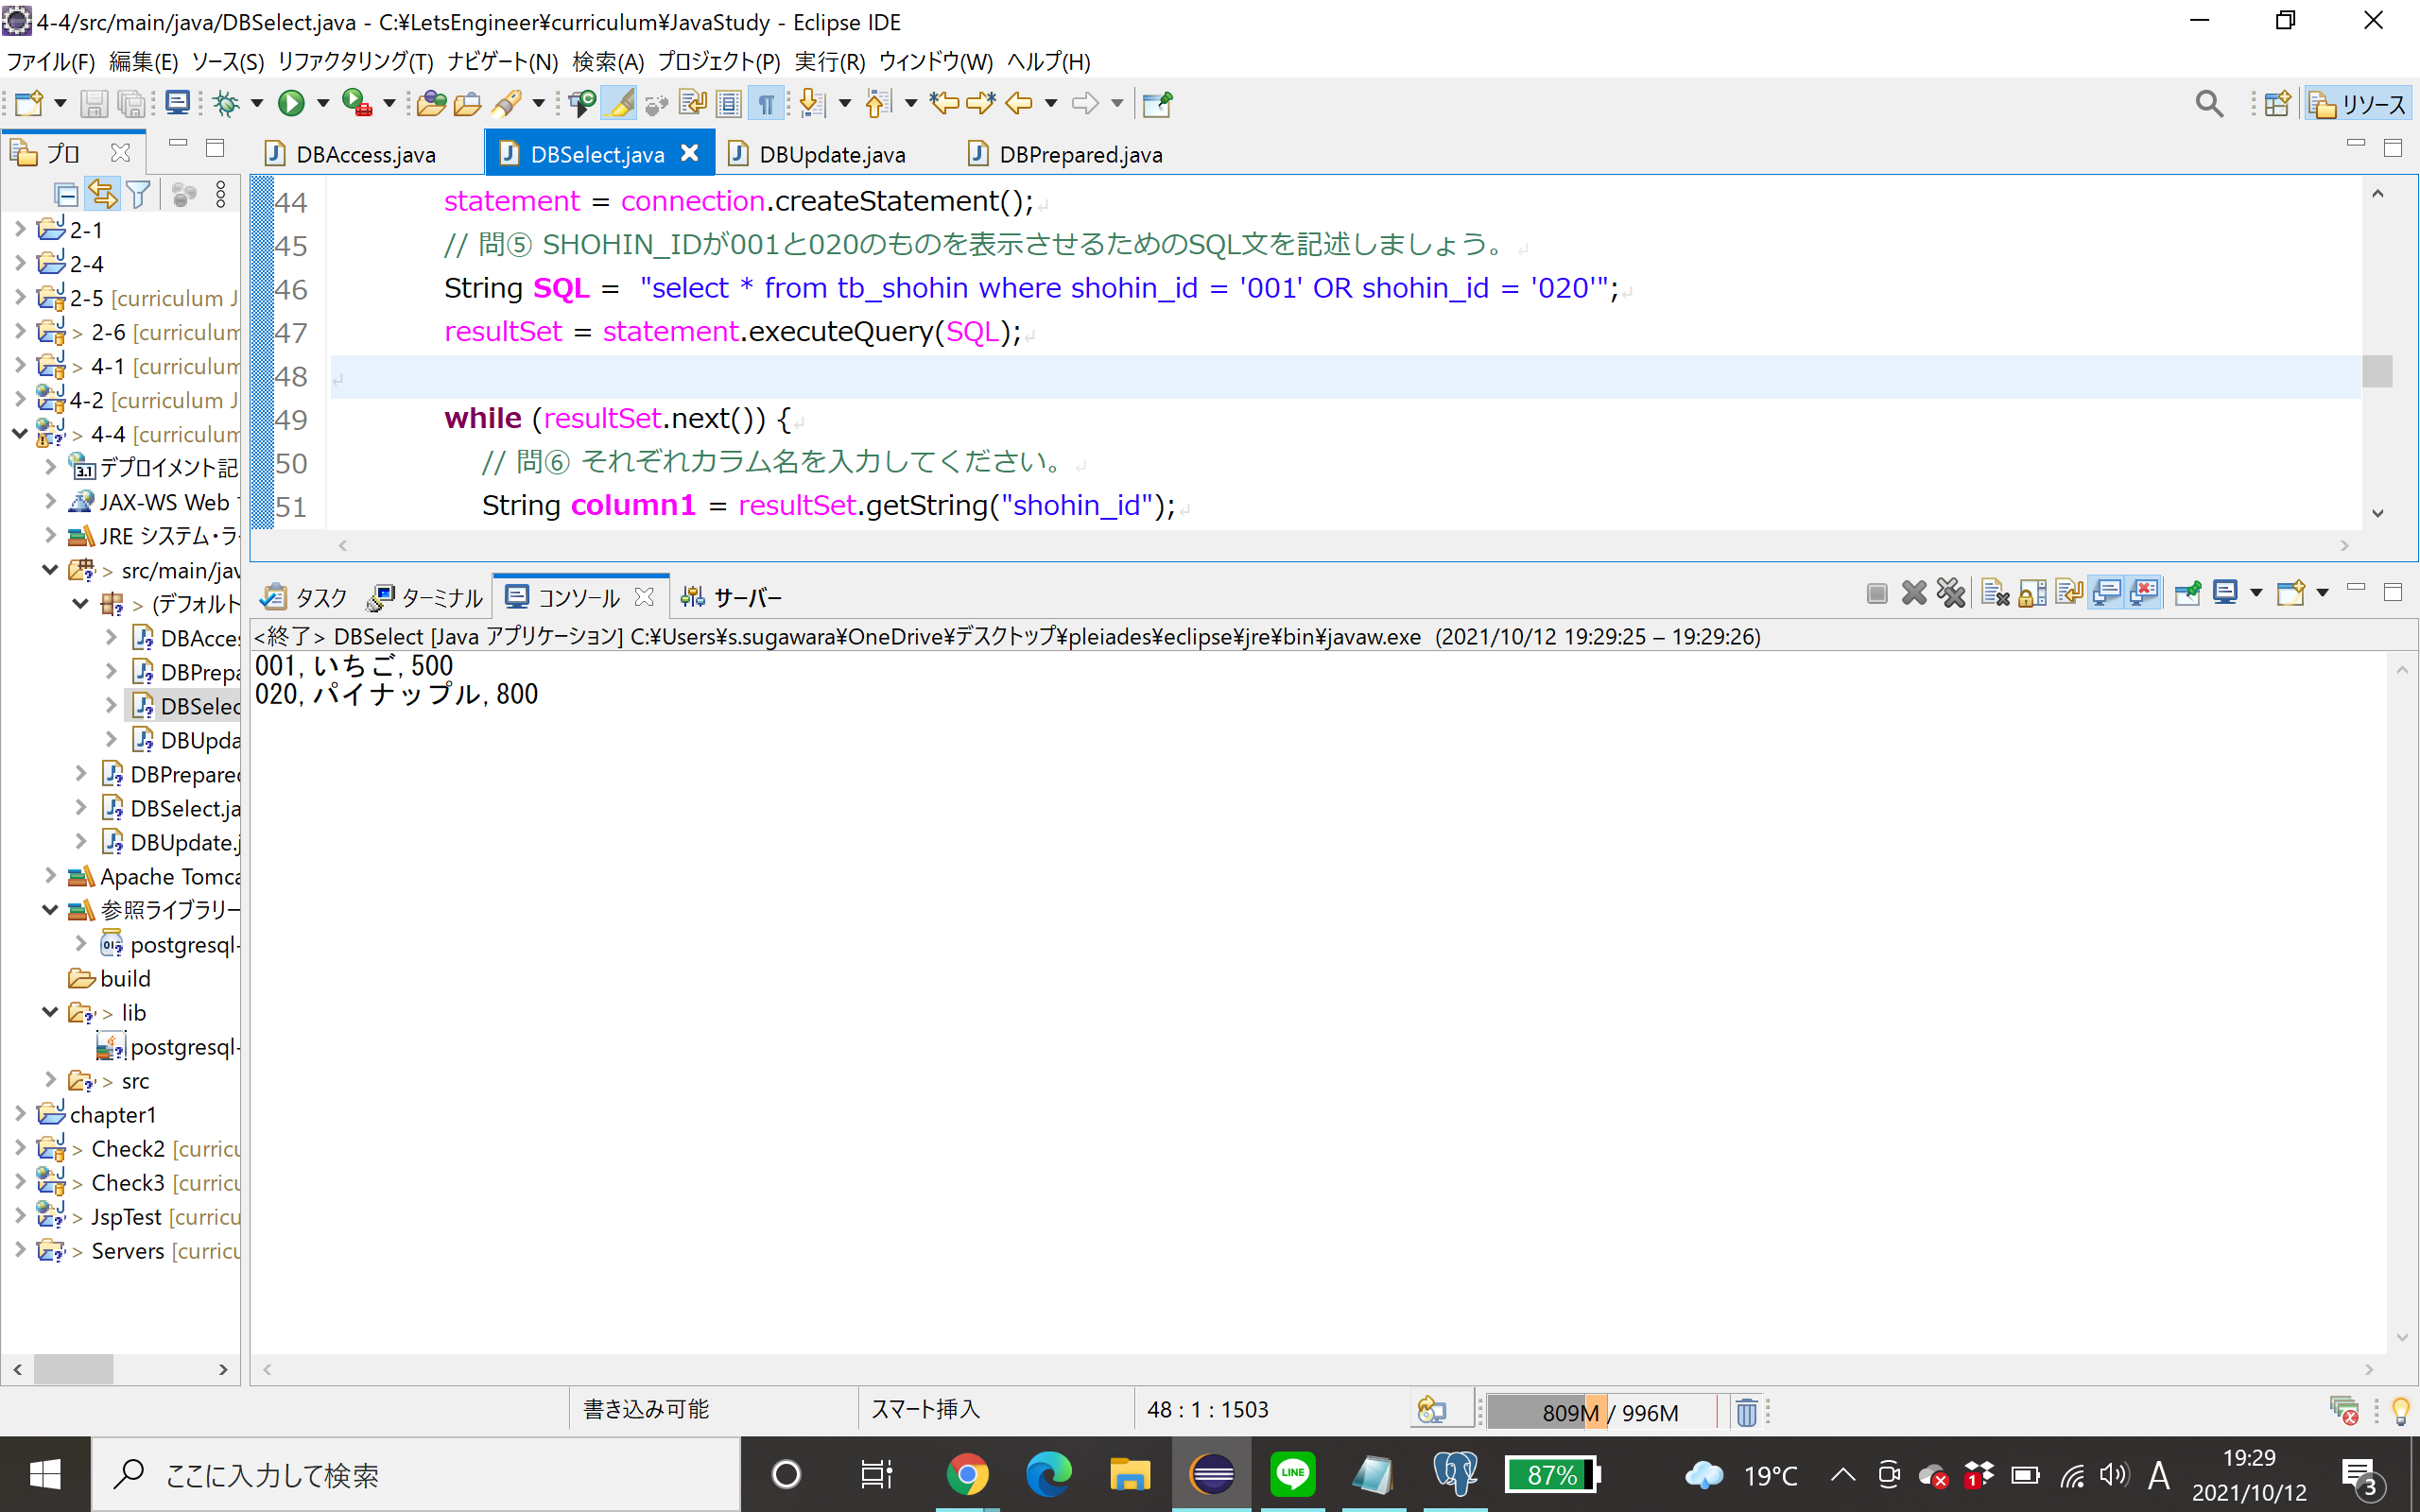 4-4/src/main/java/DBSelect.java - C:¥LetsEngineer¥curriculum¥JavaStudy - Eclipse IDE
ファイル(F) 編集(E) ソース(S) リファクタリング(T) ナビゲート(N) 検索(A) プロジェクト(P) 実行(R) ウィンドウ(W) ヘルプ(H)
リソース
プロ
DBAccess.java DBSelect.java DBUpdate.java DBPrepared.java
2-1
2-4
2-5 [curriculum J
> 2-6 [curriculum
> 4-1 [curriculum
4-2 [curriculum J
> 4-4 [curriculum
デプロイメント記
JAX-WS Web
JRE システム・ラ
> src/main/jav
> (デフォルト
DBAcces
DBPrepa
DBSelec
DBUpda
DBPrepared
DBSelect.ja
DBUpdate.j
Apache Tomca
参照ライブラリー
postgresql-
build
> lib
postgresql-
> src
chapter1
> Check2 [curricu
> Check3 [curricu
> JspTest [curricu
> Servers [curricu
44 statement = connection.createStatement();
45 // 問⑤ SHOHIN_IDが001と020のものを表示させるためのSQL文を記述しましょう。
46 String SQL = "select * from tb_shohin where shohin_id = '001' OR shohin_id = '020'";
47 resultSet = statement.executeQuery(SQL);
48
49 while (resultSet.next()) {
50 // 問⑥ それぞれカラム名を入力してください。
51 String column1 = resultSet.getString("shohin_id");
タスク ターミナル コンソール サーバー
<終了> DBSelect [Java アプリケーション] C:¥Users¥s.sugawara¥OneDrive¥デスクトップ¥pleiades¥eclipse¥jre¥bin¥javaw.exe (2021/10/12 19:29:25 – 19:29:26)
001,いちご,500
020,パイナップル,800
書き込み可能 スマート挿入 48 : 1 : 1503 809M / 996M
ここに入力して検索 LINE 87% 19°C 1 A 19:29
2021/10/12 3